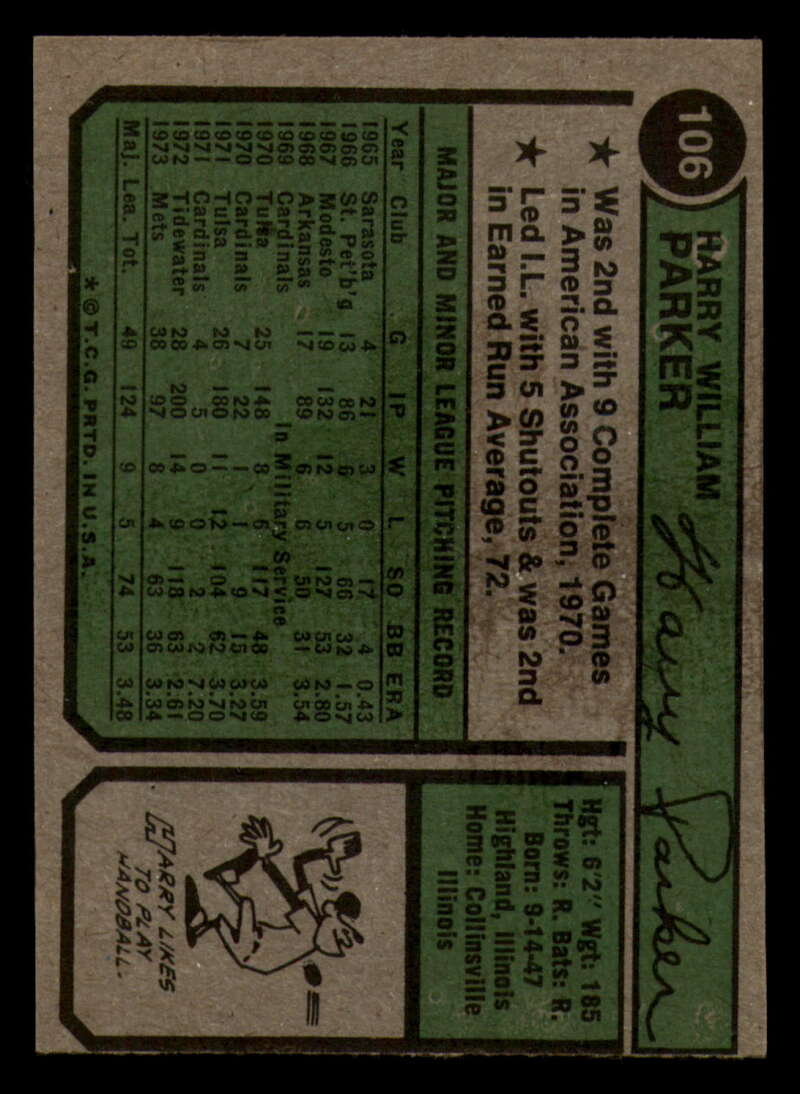 106
HARRY WILLIAM
PARKER
Harry Parker
★ Was 2nd with 9 Complete Games
in American Association, 1970.
★ Led I.L. with 5 Shutouts & was 2nd
in Earned Run Average, 72.
Hgt: 6'2" Wgt: 185
Throws: R. Bats: R.
Born: 9-14-47
Highland, Illinois
Home: Collinsville
Illinois
MAJOR AND MINOR LEAGUE PITCHING RECORD
Year Club G IP W L SO BB ERA
1965 Sarasota 4 21 3 0 17 4 0.43
1966 St. Pet'b'g 13 86 6 5 66 32 1.57
1967 Modesto 19 132 12 5 127 53 2.80
1968 Arkansas 17 89 6 6 50 31 3.54
1969 Cardinals In Military Service
1970 Tulsa 25 148 8 6 117 48 3.59
1970 Cardinals 7 22 1 1 9 15 3.27
1971 Tulsa 26 180 11 12 104 62 3.70
1971 Cardinals 4 5 0 0 2 2 7.20
1972 Tidewater 28 200 14 9 118 63 2.61
1973 Mets 38 97 8 4 63 36 3.34
Maj. Lea. Tot. 49 124 9 5 74 53 3.48
* © T.C.G. PRTD. IN U.S.A.
HARRY LIKES
TO PLAY
HANDBALL.